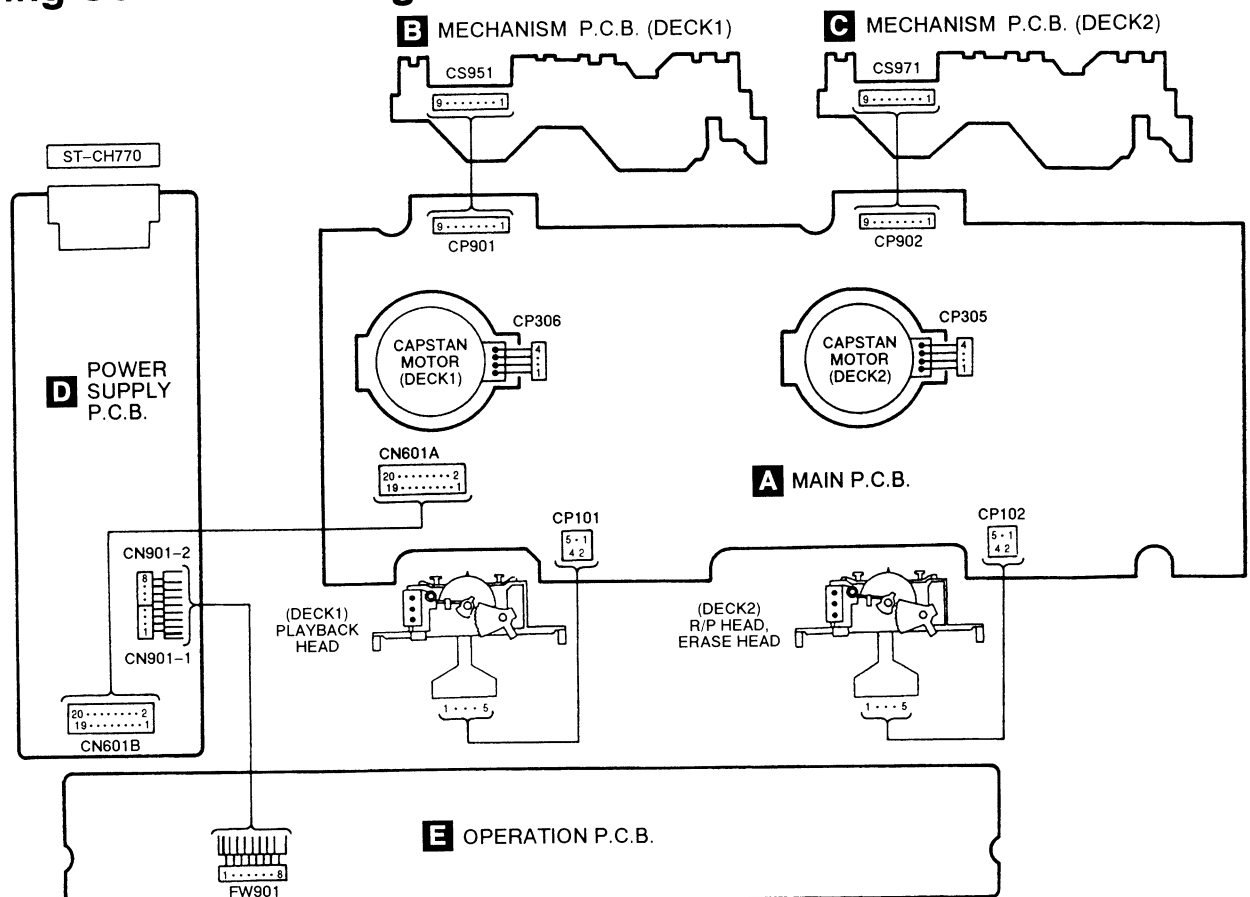 B MECHANISM P.C.B. (DECK1)
C MECHANISM P.C.B. (DECK2)
CS951
9 · · · · · · · 1
CS971
9 · · · · · · · 1
ST-CH770
9 · · · · · · · 1
CP901
9 · · · · · · · 1
CP902
CP306
CAPSTAN
MOTOR
(DECK1)
4
1
CP305
CAPSTAN
MOTOR
(DECK2)
4
1
D POWER
SUPPLY
P.C.B.
CN601A
20 · · · · · · · · 2
19 · · · · · · · · 1
A MAIN P.C.B.
CP101
5 · 1
4 2
CP102
5 · 1
4 2
CN901-2
8
1
CN901-1
(DECK1)
PLAYBACK
HEAD
(DECK2)
R/P HEAD,
ERASE HEAD
1 · · · 5
1 · · · 5
20 · · · · · · · · 2
19 · · · · · · · · 1
CN601B
E OPERATION P.C.B.
1 · · · · · · 8
FW901